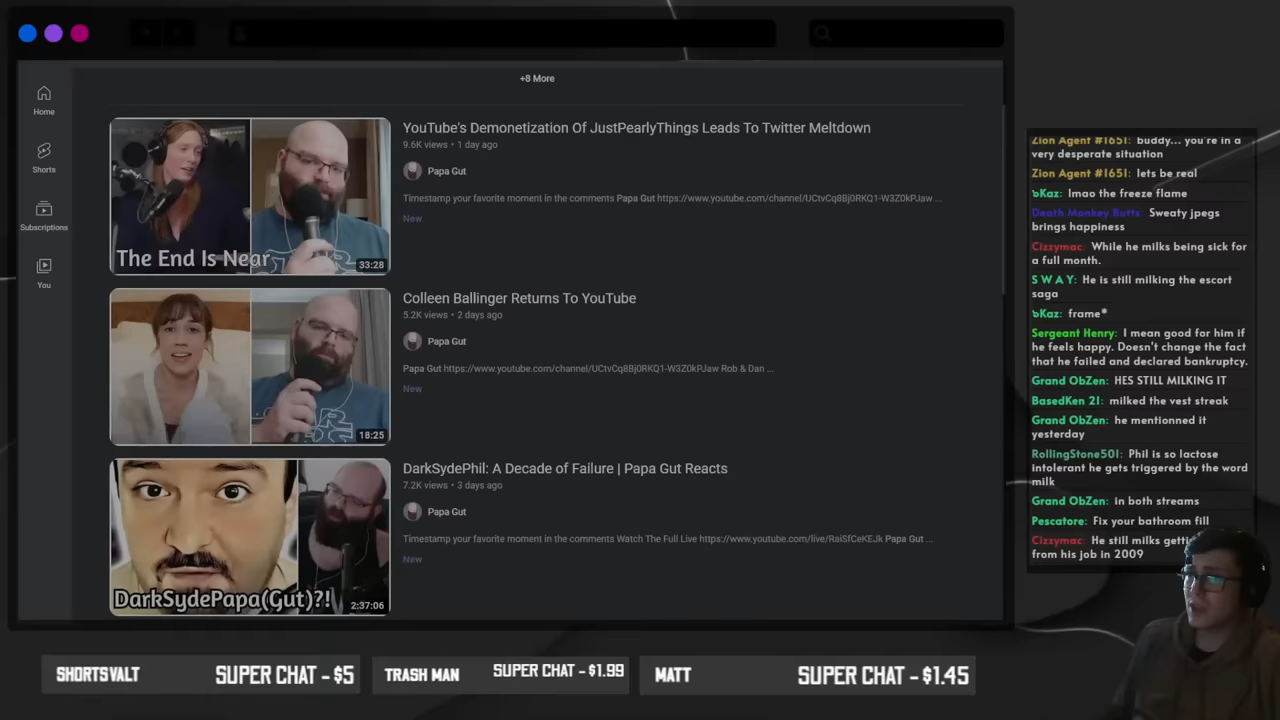 +8 More
Home
Shorts
Subscriptions
You
The End Is Near
33:28
YouTube's Demonetization Of JustPearlyThings Leads To Twitter Meltdown
9.6K views • 1 day ago
Papa Gut
Timestamp your favorite moment in the comments Papa Gut https://www.youtube.com/channel/UCtvCq8Bj0RKQ1-W3Z0kPJaw ...
New
18:25
Colleen Ballinger Returns To YouTube
5.2K views • 2 days ago
Papa Gut
Papa Gut https://www.youtube.com/channel/UCtvCq8Bj0RKQ1-W3Z0kPJaw Rob & Dan ...
New
DarkSydePapa(Gut)?!
2:37:06
DarkSydePhil: A Decade of Failure | Papa Gut Reacts
7.2K views • 3 days ago
Papa Gut
Timestamp your favorite moment in the comments Watch The Full Live https://www.youtube.com/live/RaiSfCeKEJk Papa Gut ...
New
Zion Agent #1651: buddy... you're in a
very desperate situation
Zion Agent #1651: lets be real
ъKaz: lmao the freeze flame
Death Monkey Butts: Sweaty jpegs
brings happiness
Cizzymac: While he milks being sick for
a full month.
S W A Y: He is still milking the escort
saga
ъKaz: frame*
Sergeant Henry: I mean good for him if
he feels happy. Doesn't change the fact
that he failed and declared bankruptcy.
Grand ObZen: HES STILL MILKING IT
BasedKen 21: milked the vest streak
Grand ObZen: he mentioned it
yesterday
RollingStone501: Phil is so lactose
intolerant he gets triggered by the word
milk
Grand ObZen: in both streams
Pescatore: Fix your bathroom fill
Cizzymac: He still milks getti
from his job in 2009
SHORTSVALT SUPER CHAT - $5
TRASH MAN SUPER CHAT - $1.99
MATT SUPER CHAT - $1.45